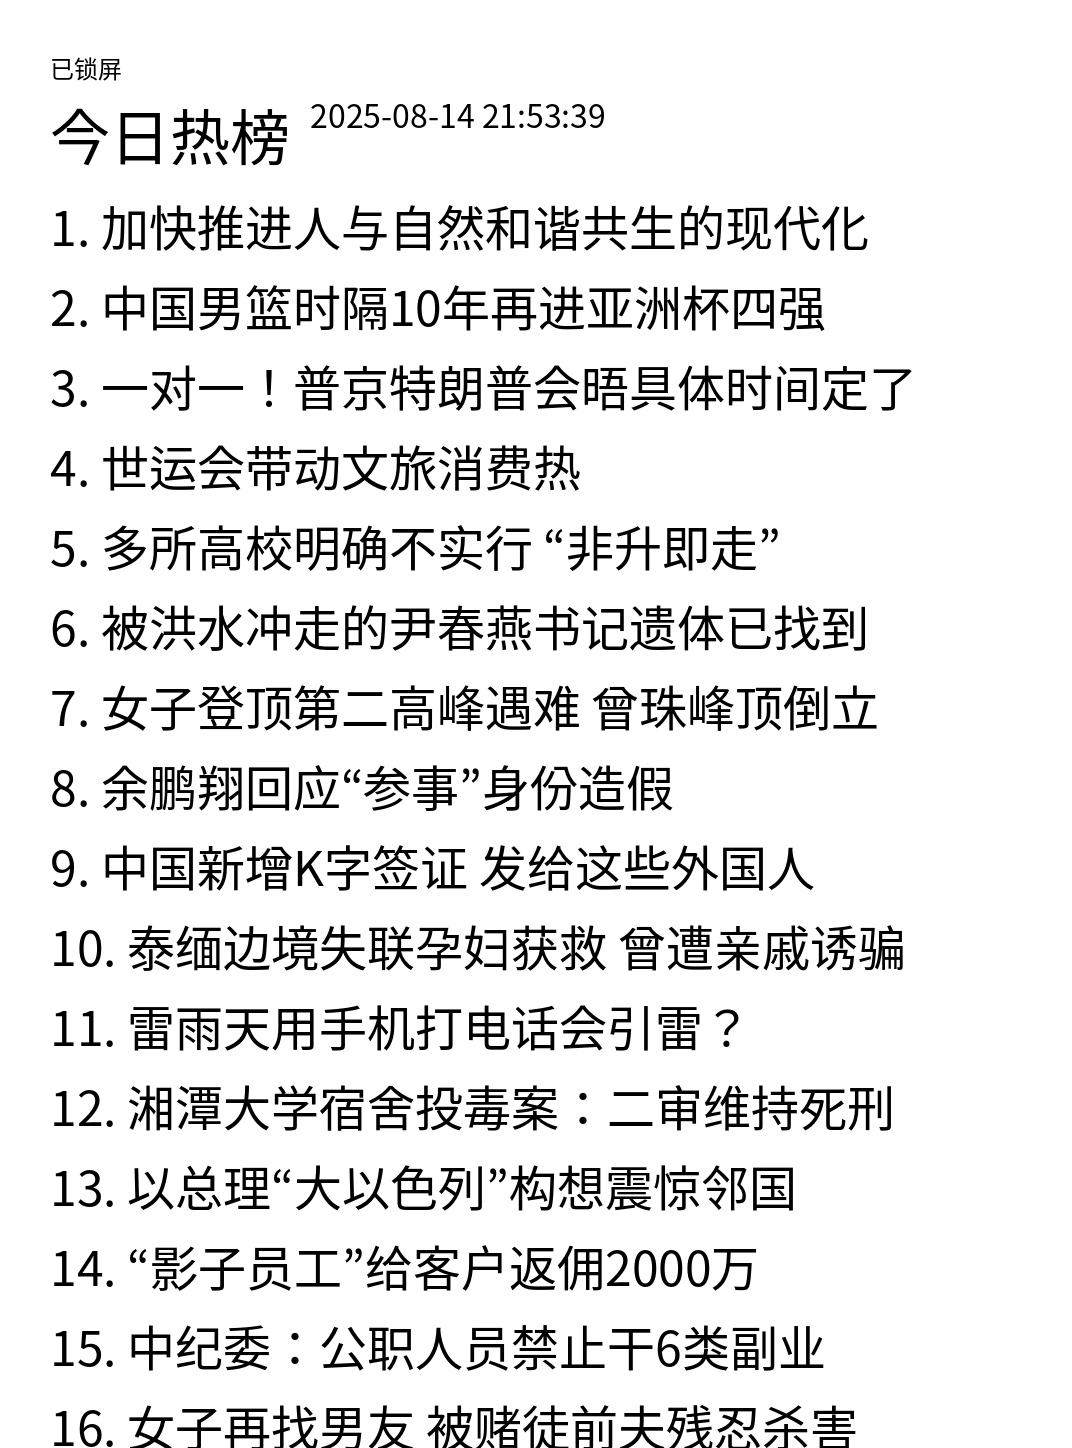 已锁屏
今日热榜 2025-08-14 21:53:39
1. 加快推进人与自然和谐共生的现代化
2. 中国男篮时隔10年再进亚洲杯四强
3. 一对一！普京特朗普会晤具体时间定了
4. 世运会带动文旅消费热
5. 多所高校明确不实行 “非升即走”
6. 被洪水冲走的尹春燕书记遗体已找到
7. 女子登顶第二高峰遇难 曾珠峰顶倒立
8. 余鹏翔回应“参事”身份造假
9. 中国新增K字签证 发给这些外国人
10. 泰缅边境失联孕妇获救 曾遭亲戚诱骗
11. 雷雨天用手机打电话会引雷？
12. 湘潭大学宿舍投毒案：二审维持死刑
13. 以总理“大以色列”构想震惊邻国
14. “影子员工”给客户返佣2000万
15. 中纪委：公职人员禁止干6类副业
16. 女子再找男友 被赌徒前夫残忍杀害